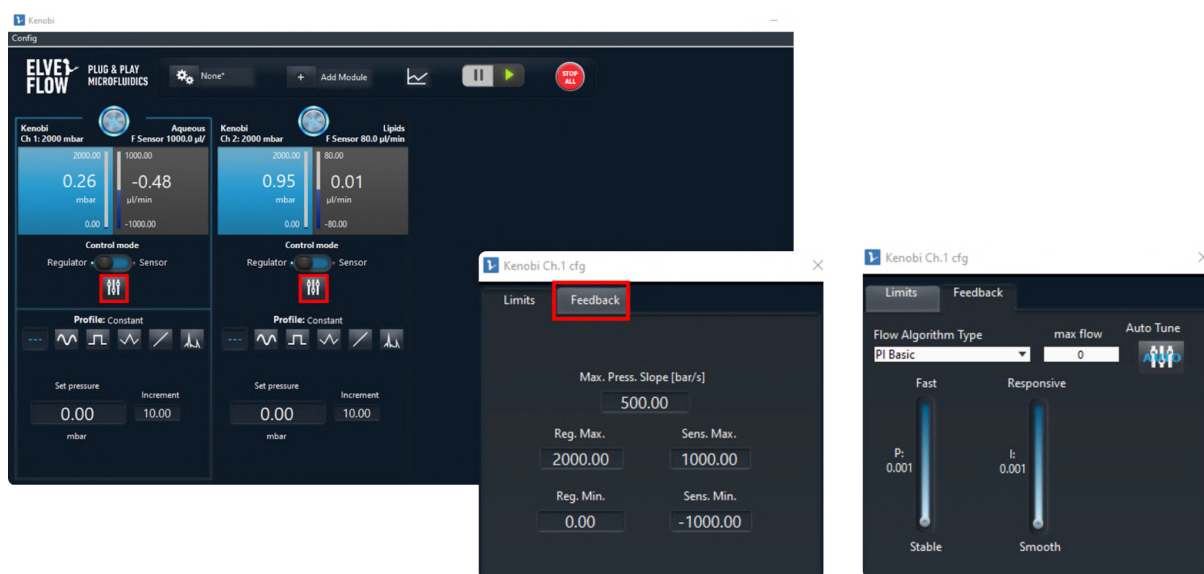 Kenobi
Config
ELVE FLOW PLUG & PLAY MICROFLUIDICS
None*
+ Add Module
STOP ALL
Kenobi Aqueous
Ch 1: 2000 mbar F Sensor 1000.0 µl/
2000.00 1000.00
0.26 -0.48
mbar µl/min
0.00 -1000.00
Control mode
Regulator Sensor
Profile: Constant
Set pressure
Increment
0.00 10.00
mbar
Kenobi Lipids
Ch 2: 2000 mbar F Sensor 80.0 µl/min
2000.00 80.00
0.95 0.01
mbar µl/min
0.00 -80.00
Control mode
Regulator Sensor
Profile: Constant
Set pressure
Increment
0.00 10.00
mbar
Kenobi Ch.1 cfg
Limits Feedback
Max. Press. Slope [bar/s]
500.00
Reg. Max. Sens. Max.
2000.00 1000.00
Reg. Min. Sens. Min.
0.00 -1000.00
Kenobi Ch.1 cfg
Limits Feedback
Flow Algorithm Type max flow Auto Tune
PI Basic 0 AUTO
Fast Responsive
P: I:
0.001 0.001
Stable Smooth